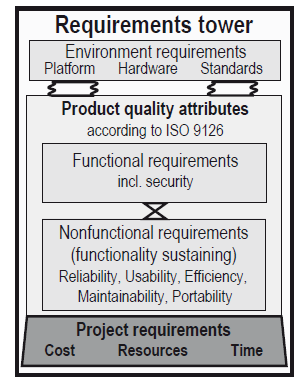 Requirements tower
Environment requirements
Platform Hardware Standards
Product quality attributes
according to ISO 9126
Functional requirements
incl. security
Nonfunctional requirements
(functionality sustaining)
Reliability, Usability, Efficiency,
Maintainability, Portability
Project requirements
Cost Resources Time